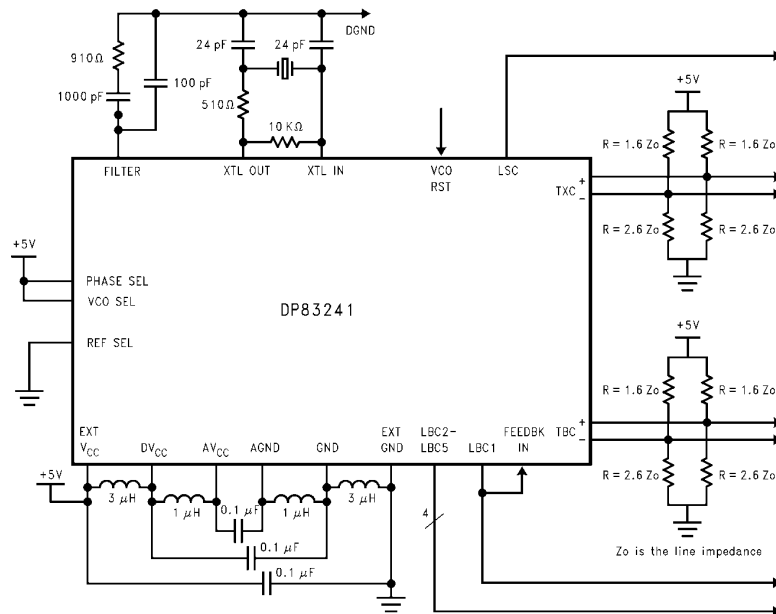 DGND
24 pF
24 pF
910Ω
100 pF
1000 pF
510Ω
10 KΩ
+5V
R = 1.6 Zo
R = 1.6 Zo
FILTER
XTL OUT
XTL IN
VCO
RST
LSC
+
TXC
-
R = 2.6 Zo
R = 2.6 Zo
+5V
PHASE SEL
VCO SEL
DP83241
REF SEL
+5V
R = 1.6 Zo
R = 1.6 Zo
EXT
VCC
DVCC
AVCC
AGND
GND
EXT
GND
LBC2-
LBC5
LBC1
FEEDBK
IN
+
TBC
-
R = 2.6 Zo
R = 2.6 Zo
+5V
3 μH
1 μH
0.1 μF
1 μH
3 μH
4
0.1 μF
0.1 μF
Zo is the line impedance